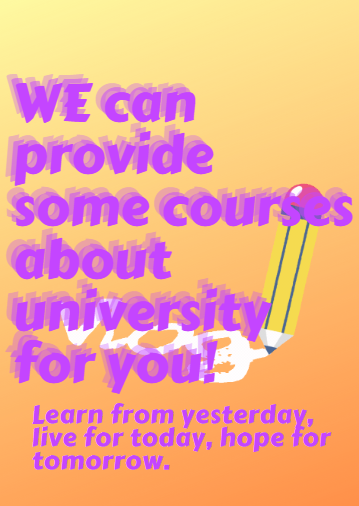 WE can
provide
some courses
about
university
for you!
Learn from yesterday,
live for today, hope for
tomorrow.